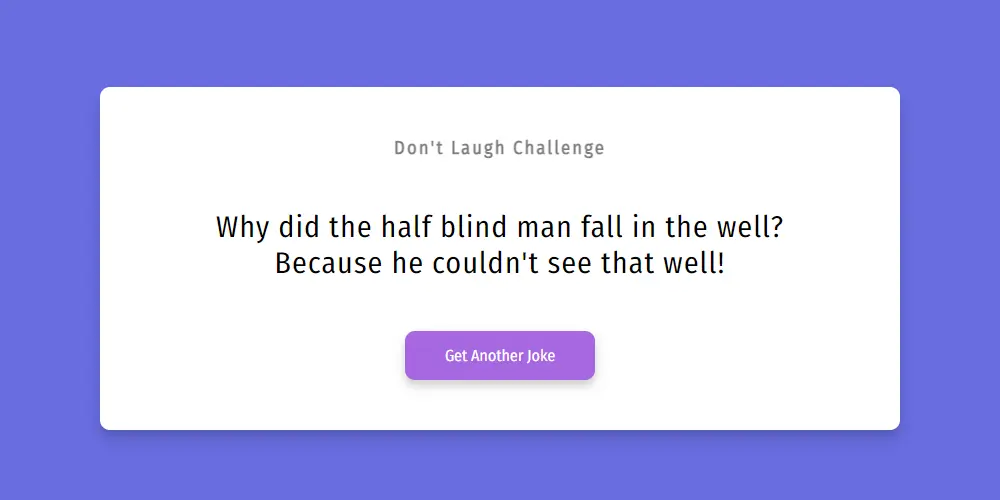 Don't Laugh Challenge
Why did the half blind man fall in the well?
Because he couldn't see that well!
Get Another Joke